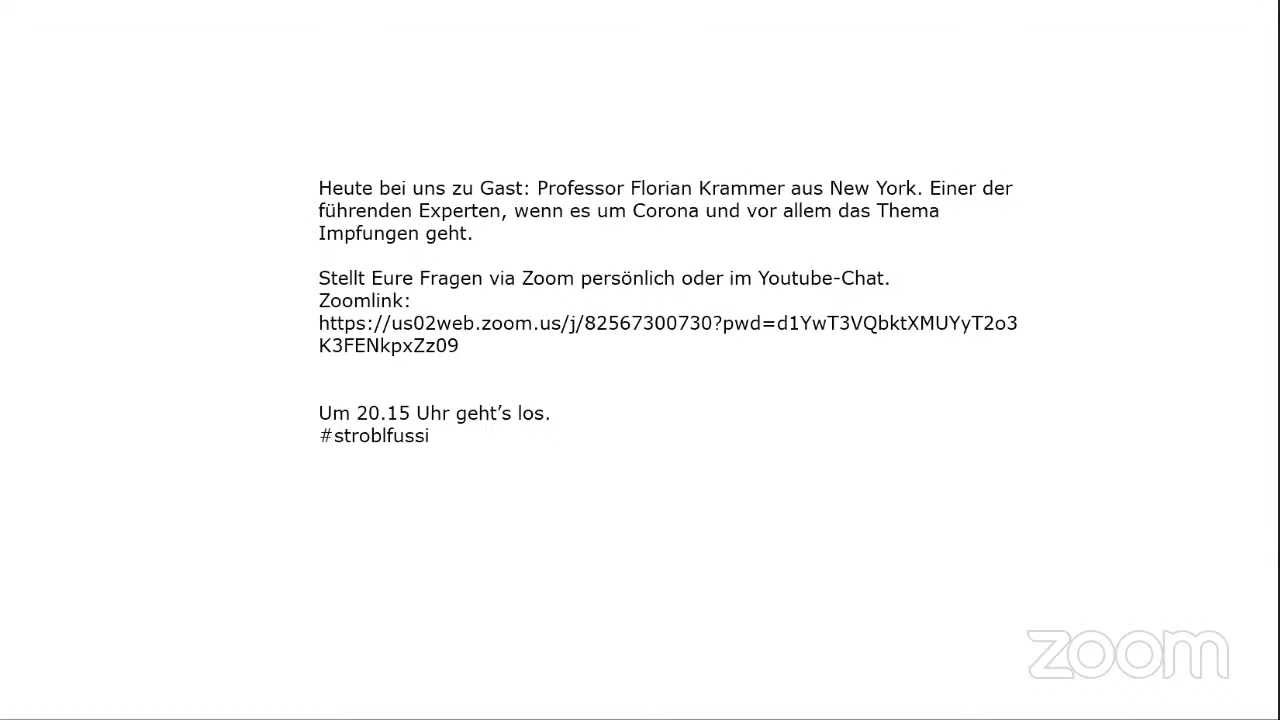 Heute bei uns zu Gast: Professor Florian Krammer aus New York. Einer der
führenden Experten, wenn es um Corona und vor allem das Thema
Impfungen geht.
Stellt Eure Fragen via Zoom persönlich oder im Youtube-Chat.
Zoomlink:
https://us02web.zoom.us/j/82567300730?pwd=d1YwT3VQbktXMUYyT2o3
K3FENkpxZz09
Um 20.15 Uhr geht’s los.
#stroblfussi
zoom